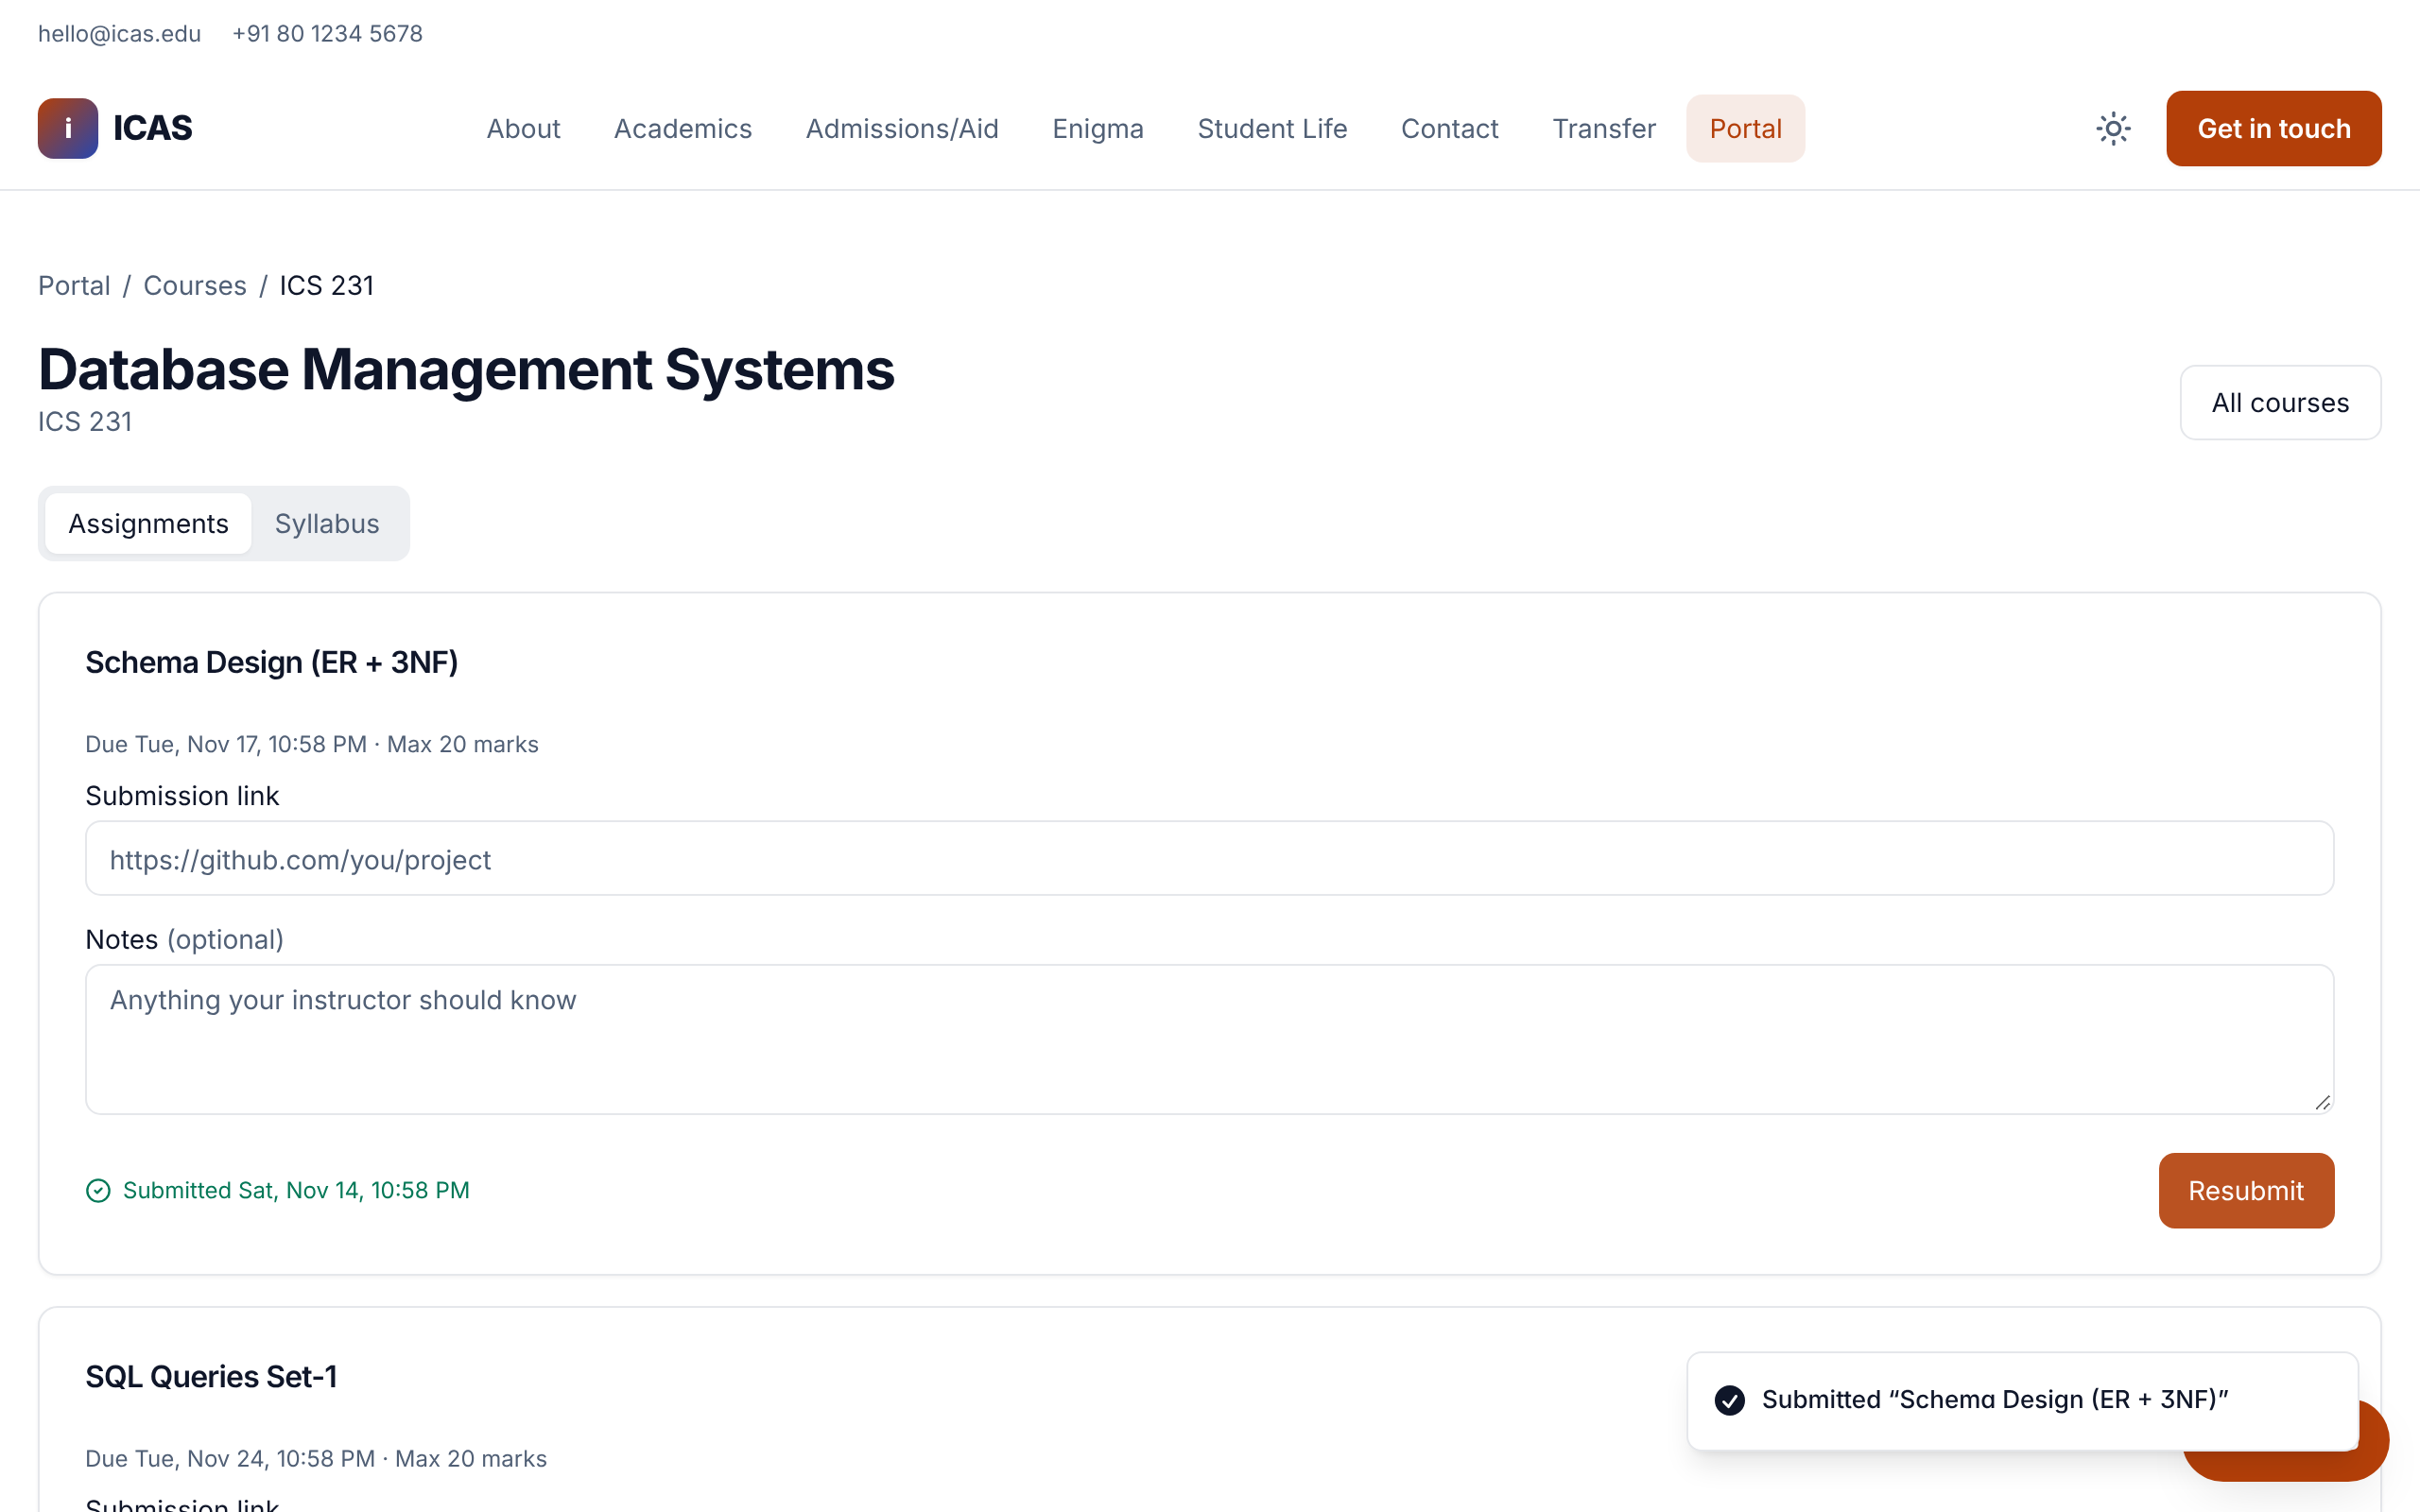 hello@icas.edu +91 80 1234 5678
i ICAS About Academics Admissions/Aid Enigma Student Life Contact Transfer Portal Get in touch
Portal / Courses / ICS 231
Database Management Systems
ICS 231
All courses
Assignments Syllabus
Schema Design (ER + 3NF)
Due Tue, Nov 17, 10:58 PM · Max 20 marks
Submission link
https://github.com/you/project
Notes (optional)
Anything your instructor should know
Submitted Sat, Nov 14, 10:58 PM
Resubmit
SQL Queries Set-1
Submitted “Schema Design (ER + 3NF)”
Due Tue, Nov 24, 10:58 PM · Max 20 marks
Submission link